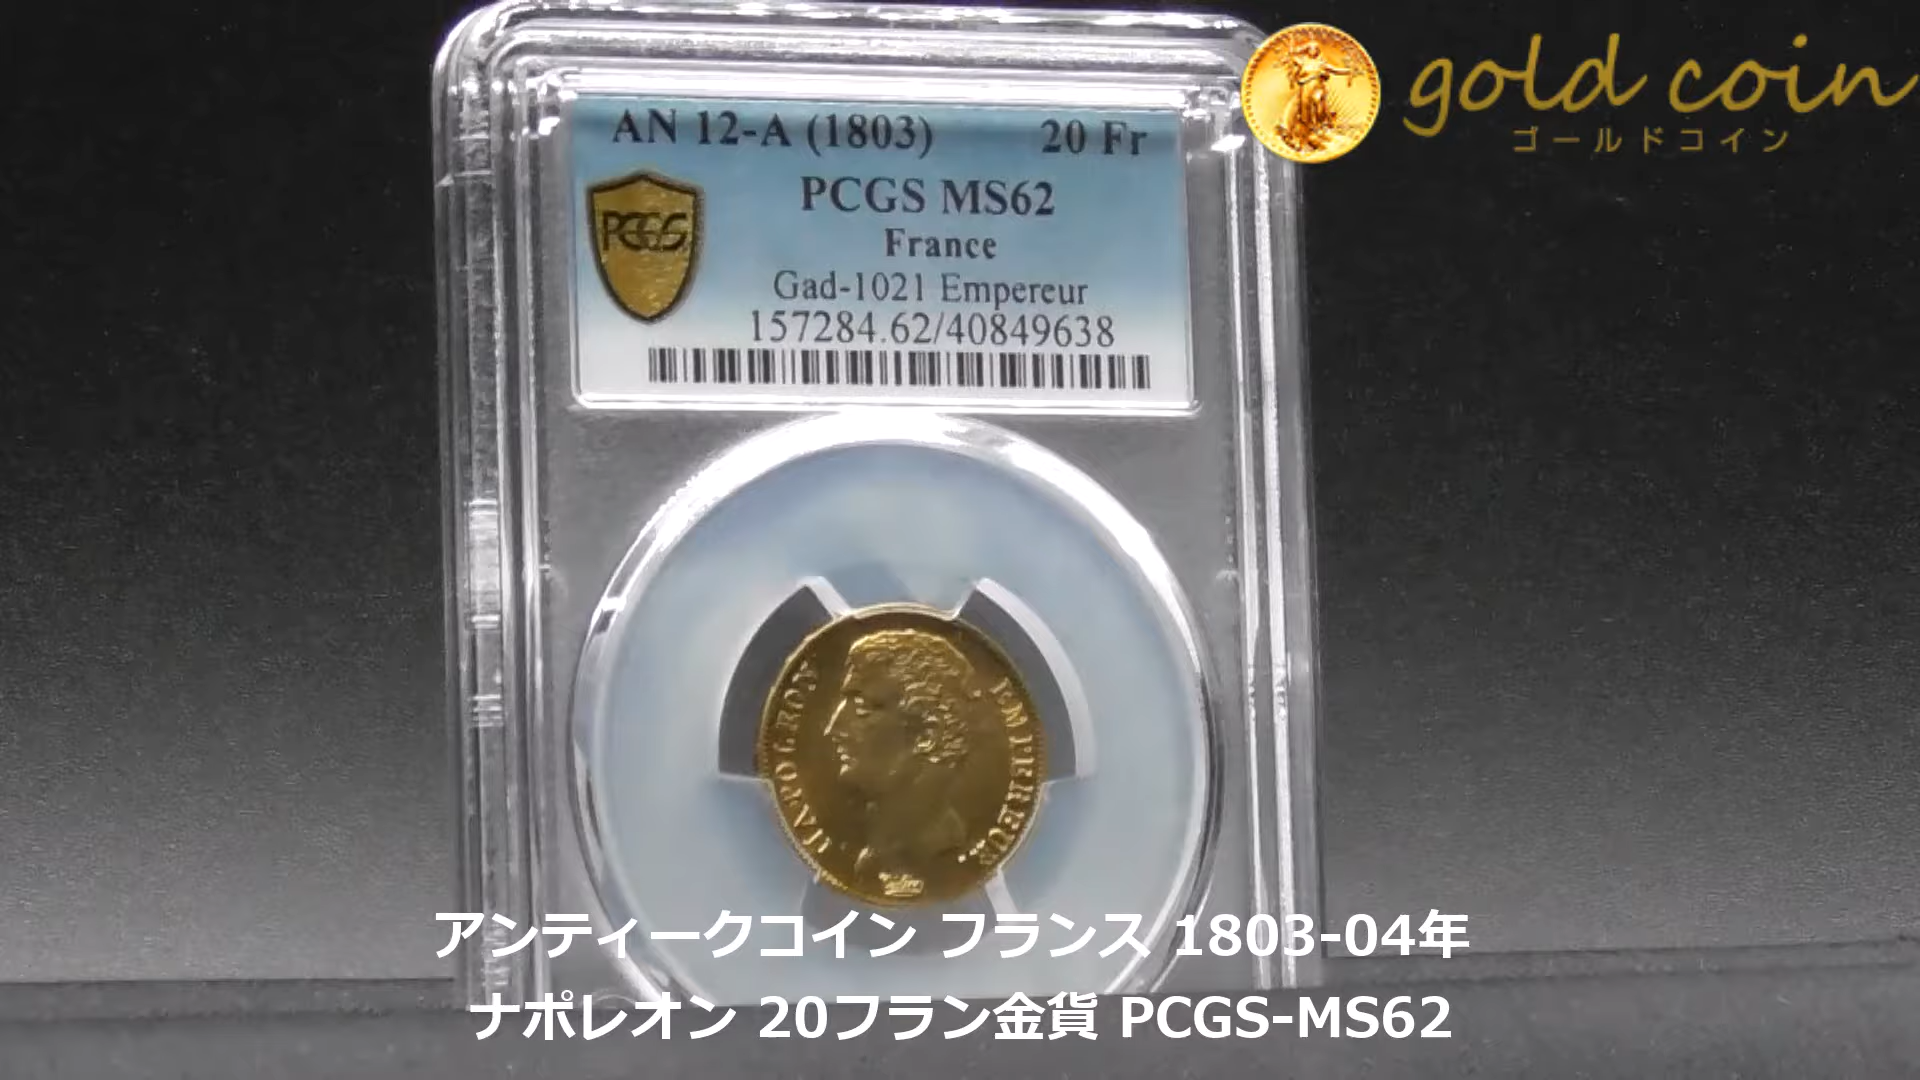 AN 12-A (1803) 20 Fr
PCGS MS62
France
Gad-1021 Empereur
157284.62/40849638
PCGS
gold coin
ゴールドコイン
NAPOLEON
EMPEREUR.
アンティークコイン フランス 1803-04年
ナポレオン 20フラン金貨 PCGS-MS62